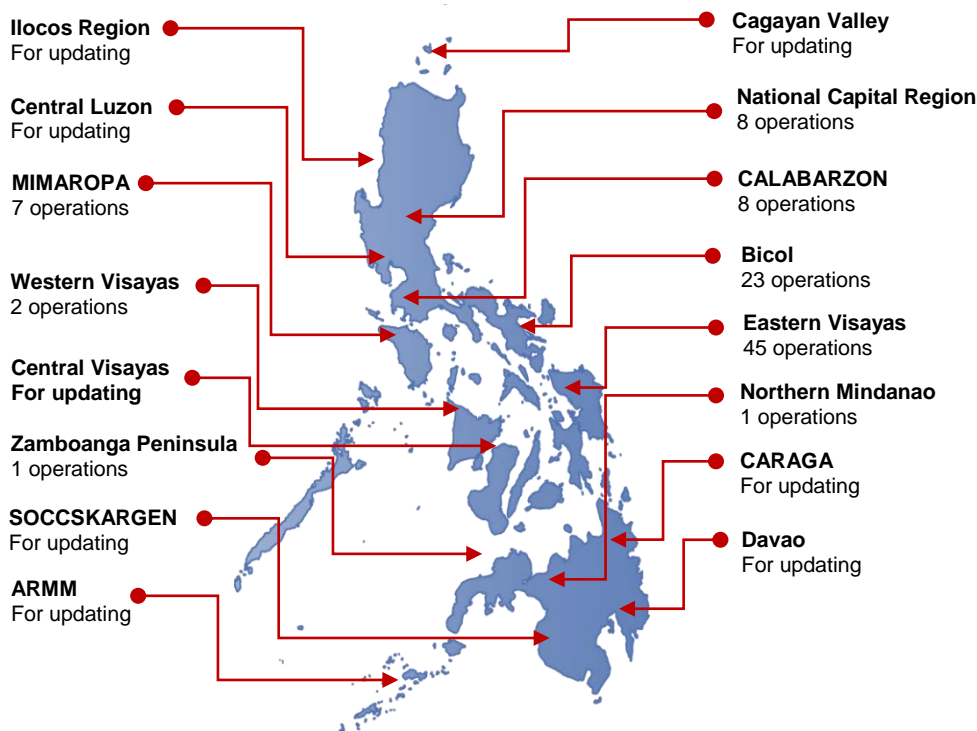 Ilocos Region
For updating
Central Luzon
For updating
MIMAROPA
7 operations
Western Visayas
2 operations
Central Visayas
For updating
Zamboanga Peninsula
1 operations
SOCCSKARGEN
For updating
ARMM
For updating
Cagayan Valley
For updating
National Capital Region
8 operations
CALABARZON
8 operations
Bicol
23 operations
Eastern Visayas
45 operations
Northern Mindanao
1 operations
CARAGA
For updating
Davao
For updating